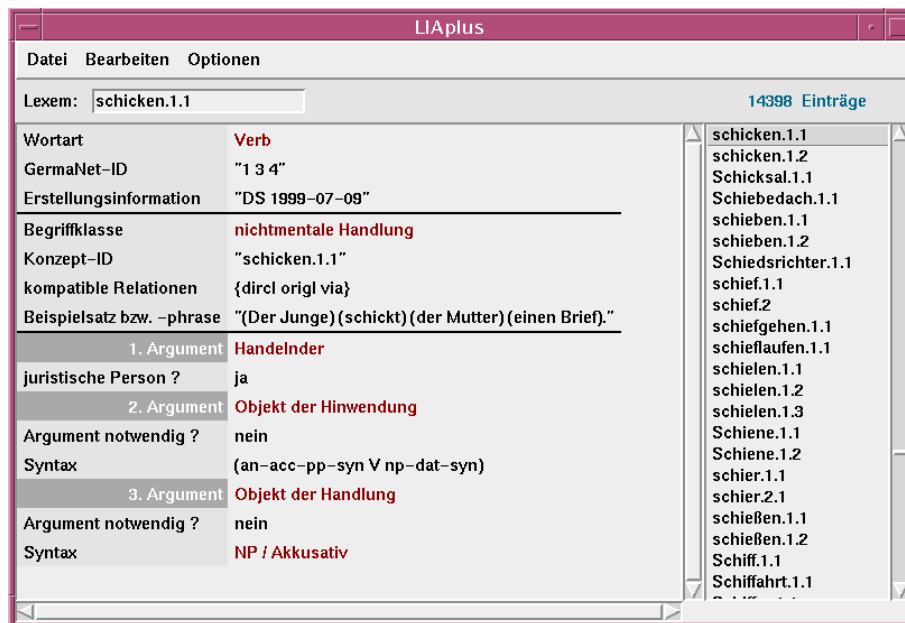 LIAplus
Datei Bearbeiten Optionen
Lexem: schicken.1.1 14398 Einträge
Wortart Verb
GermaNet-ID "1 3 4"
Erstellungsinformation "DS 1999-07-09"
Begriffklasse nichtmentale Handlung
Konzept-ID "schicken.1.1"
kompatible Relationen {dircl origl via}
Beispielsatz bzw. -phrase "(Der Junge) (schickt) (der Mutter) (einen Brief)."
1. Argument Handelnder
juristische Person ? ja
2. Argument Objekt der Hinwendung
Argument notwendig ? nein
Syntax (an-acc-pp-syn V np-dat-syn)
3. Argument Objekt der Handlung
Argument notwendig ? nein
Syntax NP / Akkusativ
schicken.1.1
schicken.1.2
Schicksal.1.1
Schiebedach.1.1
schieben.1.1
schieben.1.2
Schiedsrichter.1.1
schief.1.1
schief.2
schiefgehen.1.1
schieflaufen.1.1
schielen.1.1
schielen.1.2
schielen.1.3
Schiene.1.1
Schiene.1.2
schier.1.1
schier.2.1
schießen.1.1
schießen.1.2
Schiff.1.1
Schiffahrt.1.1